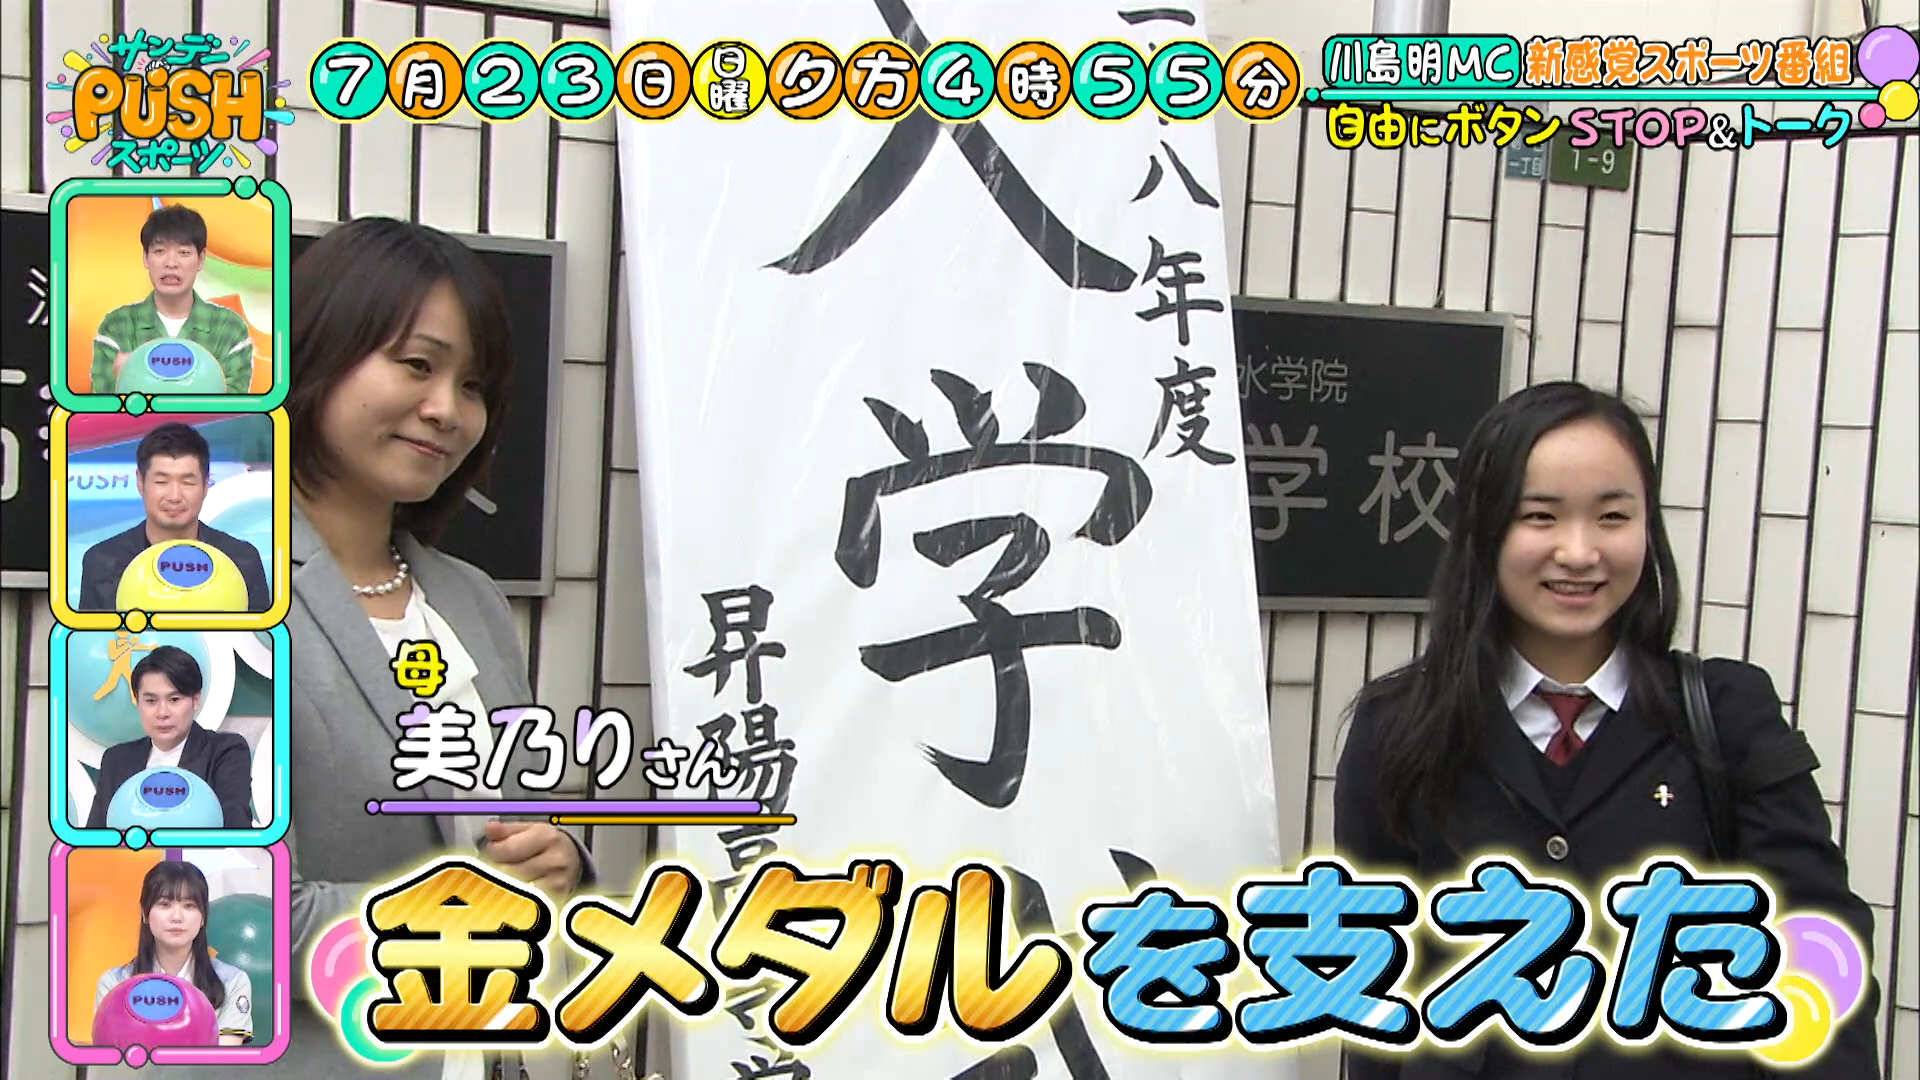 サンデー
PUSH
スポーツ
7月23日日曜夕方4時55分
川島明MC 新感覚スポーツ番組
自由にボタンSTOP&トーク
一丁目
1-9
八年度
入学式
昇陽
水学院
学校
PUSH
PUSH
PUSH
PUSH
PUSH
母
美乃りさん
金メダルを支えた